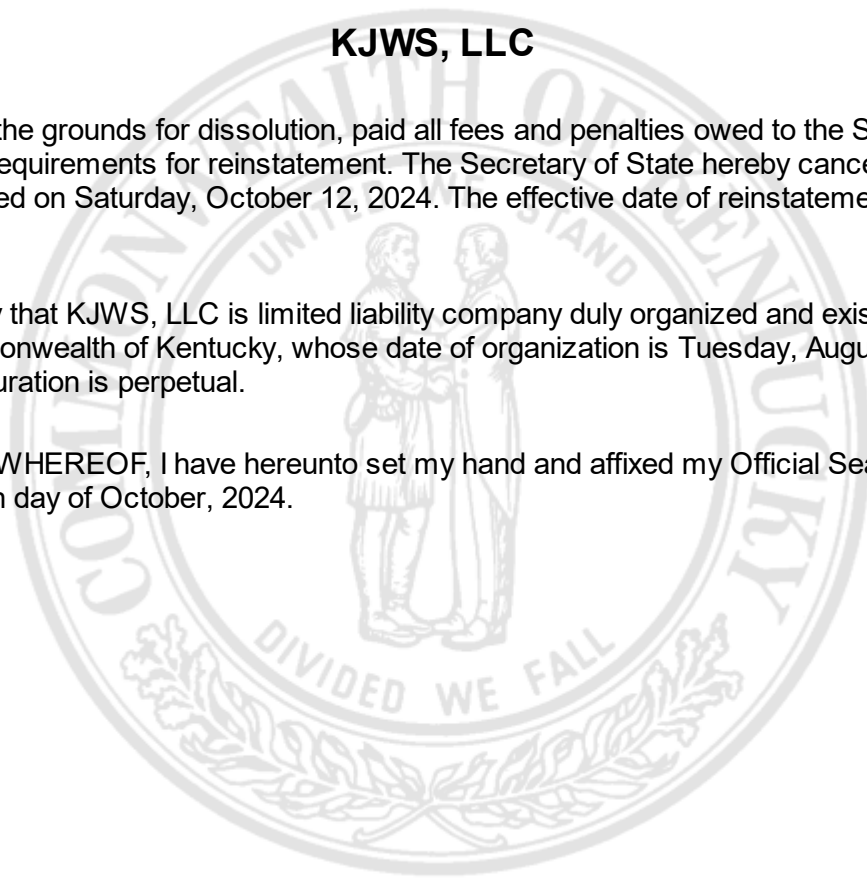 KJWS, LLC
the grounds for dissolution, paid all fees and penalties owed to the S
equirements for reinstatement. The Secretary of State hereby cance
ed on Saturday, October 12, 2024. The effective date of reinstateme
that KJWS, LLC is limited liability company duly organized and exis
onwealth of Kentucky, whose date of organization is Tuesday, Augu
uration is perpetual.
WHEREOF, I have hereunto set my hand and affixed my Official Sea
day of October, 2024.
COMMONWEALTH OF KENTUCKY
UNITED WE STAND
DIVIDED WE FALL